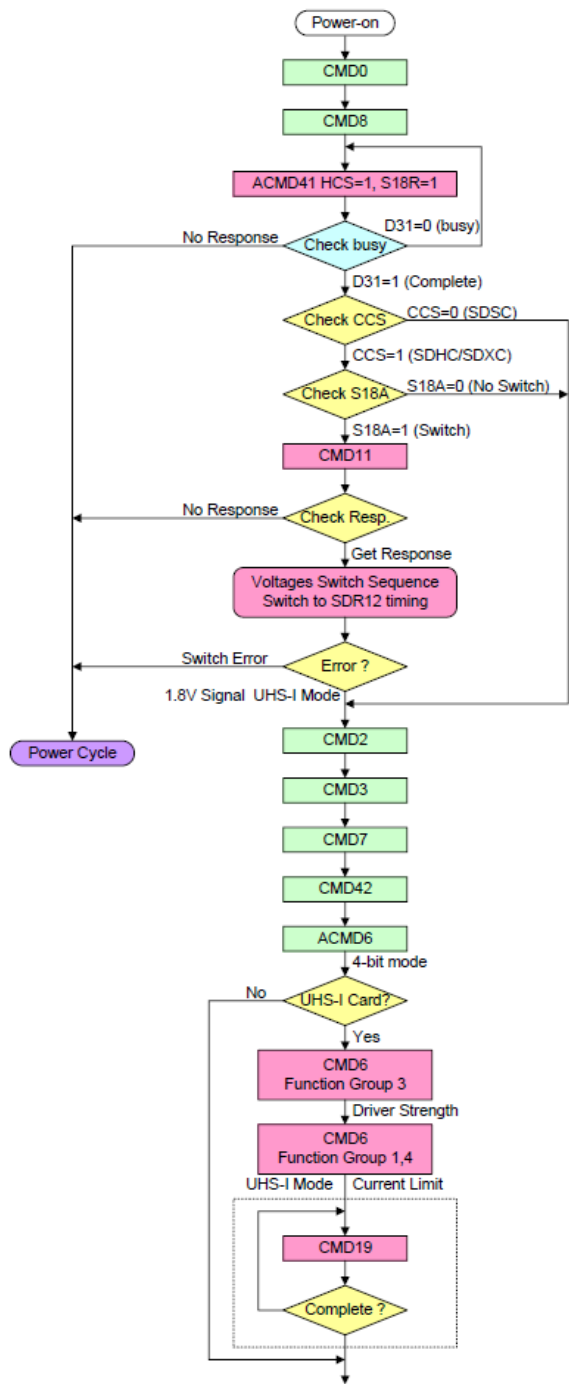 Power-on
CMD0
CMD8
ACMD41 HCS=1, S18R=1
D31=0 (busy)
No Response
Check busy
D31=1 (Complete)
Check CCS
CCS=0 (SDSC)
CCS=1 (SDHC/SDXC)
Check S18A
S18A=0 (No Switch)
S18A=1 (Switch)
CMD11
No Response
Check Resp.
Get Response
Voltages Switch Sequence
Switch to SDR12 timing
Switch Error
Error ?
1.8V Signal UHS-I Mode
CMD2
Power Cycle
CMD3
CMD7
CMD42
ACMD6
4-bit mode
No
UHS-I Card?
Yes
CMD6
Function Group 3
Driver Strength
CMD6
Function Group 1,4
UHS-I Mode
Current Limit
CMD19
Complete ?